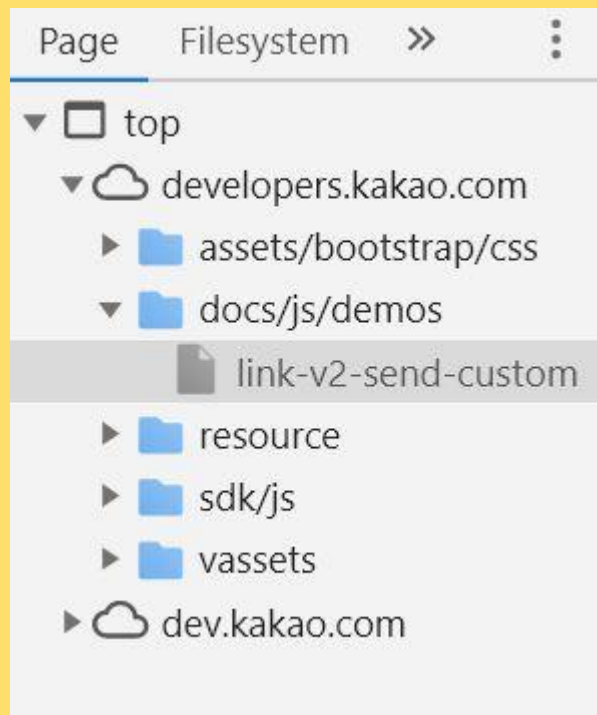 Page Filesystem »
top
developers.kakao.com
assets/bootstrap/css
docs/js/demos
link-v2-send-custom
resource
sdk/js
vassets
dev.kakao.com